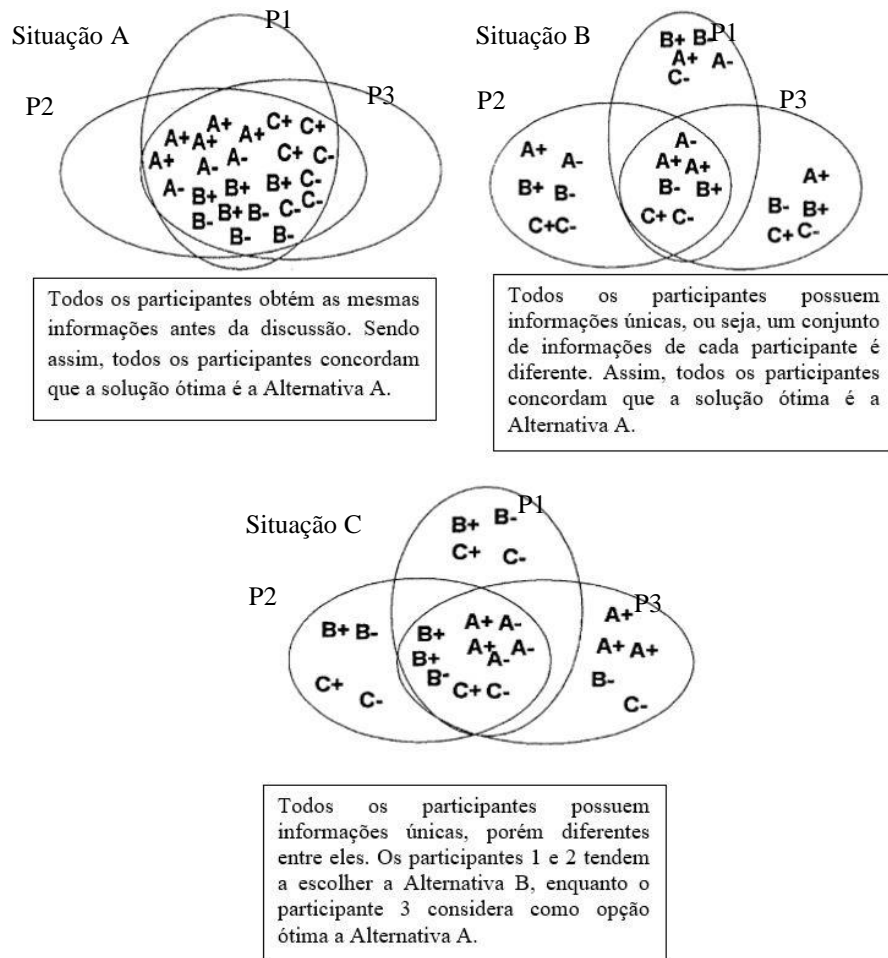 Situação A
P1
P2
P3
A+ C+ C+
A+ A+ A+
A+ A- A- C+ C-
A- B+ B+ B+ C-
B- B+ B- C- C-
B- B-
Todos os participantes obtém as mesmas
informações antes da discussão. Sendo
assim, todos os participantes concordam
que a solução ótima é a Alternativa A.
Situação B
P1
B+ B-
A+ A-
C-
P2
P3
A+ A-
B+ B-
C+ C-
A-
A+ A+
B- B+
C+ C-
A+
B- B+
C+ C-
Todos os participantes possuem
informações únicas, ou seja, um conjunto
de informações de cada participante é
diferente. Assim, todos os participantes
concordam que a solução ótima é a
Alternativa A.
Situação C
P1
B+ B-
C+ C-
P2
P3
B+ B-
C+ C-
B+ A+ A-
B+ A+ A- A-
B- C+ C-
A+
A+ A+
B-
C-
Todos os participantes possuem
informações únicas, porém diferentes
entre eles. Os participantes 1 e 2 tendem
a escolher a Alternativa B, enquanto o
participante 3 considera como opção
ótima a Alternativa A.